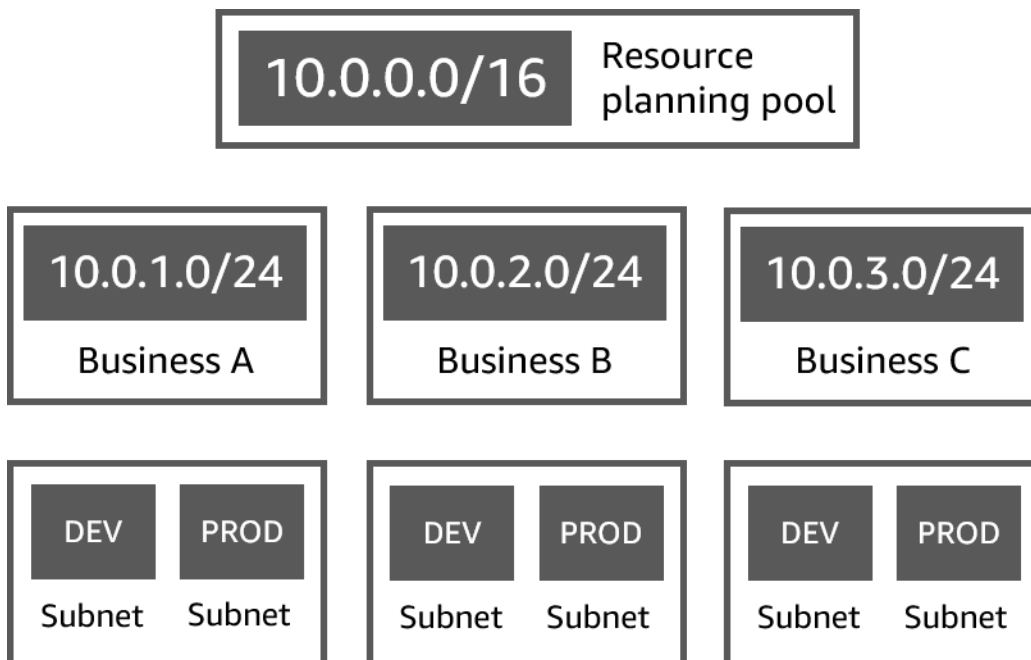 10.0.0.0/16
Resource
planning pool
10.0.1.0/24
Business A
10.0.2.0/24
Business B
10.0.3.0/24
Business C
DEV
PROD
Subnet
Subnet
DEV
PROD
Subnet
Subnet
DEV
PROD
Subnet
Subnet